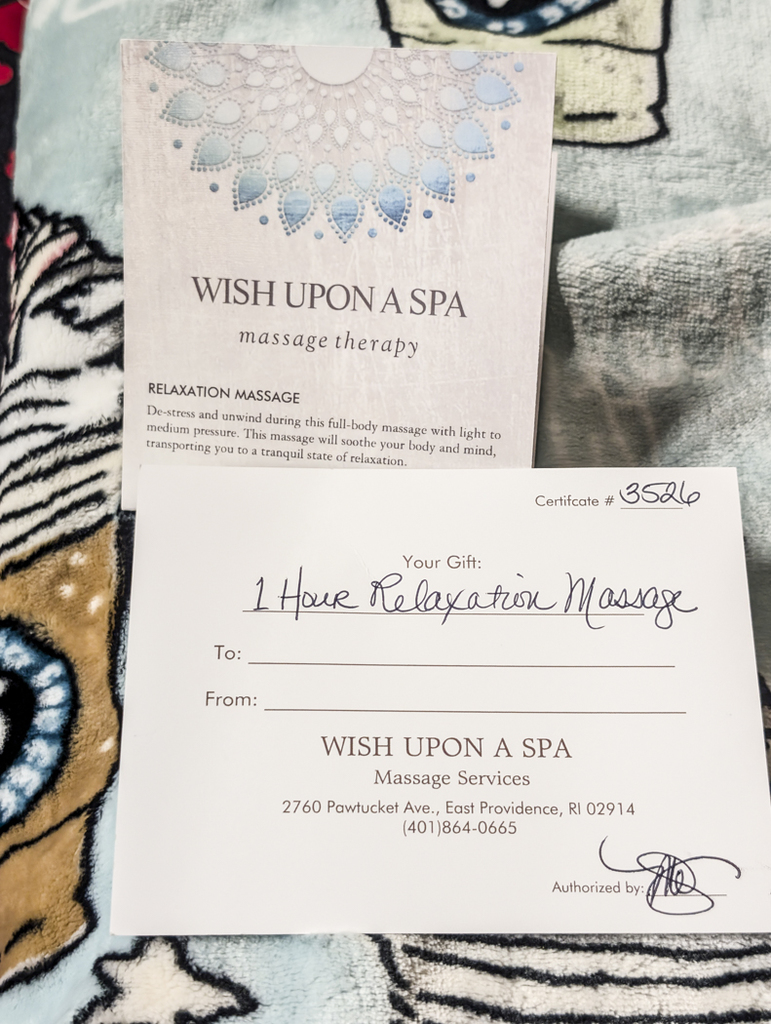 WISH UPON A SPA
massage therapy
RELAXATION MASSAGE
De-stress and unwind during this full-body massage with light to
medium pressure. This massage will soothe your body and mind,
transporting you to a tranquil state of relaxation.
Certifcate # 3526
Your Gift:
1 Hour Relaxation Massage
To:
From:
WISH UPON A SPA
Massage Services
2760 Pawtucket Ave., East Providence, RI 02914
(401)864-0665
Authorized by: